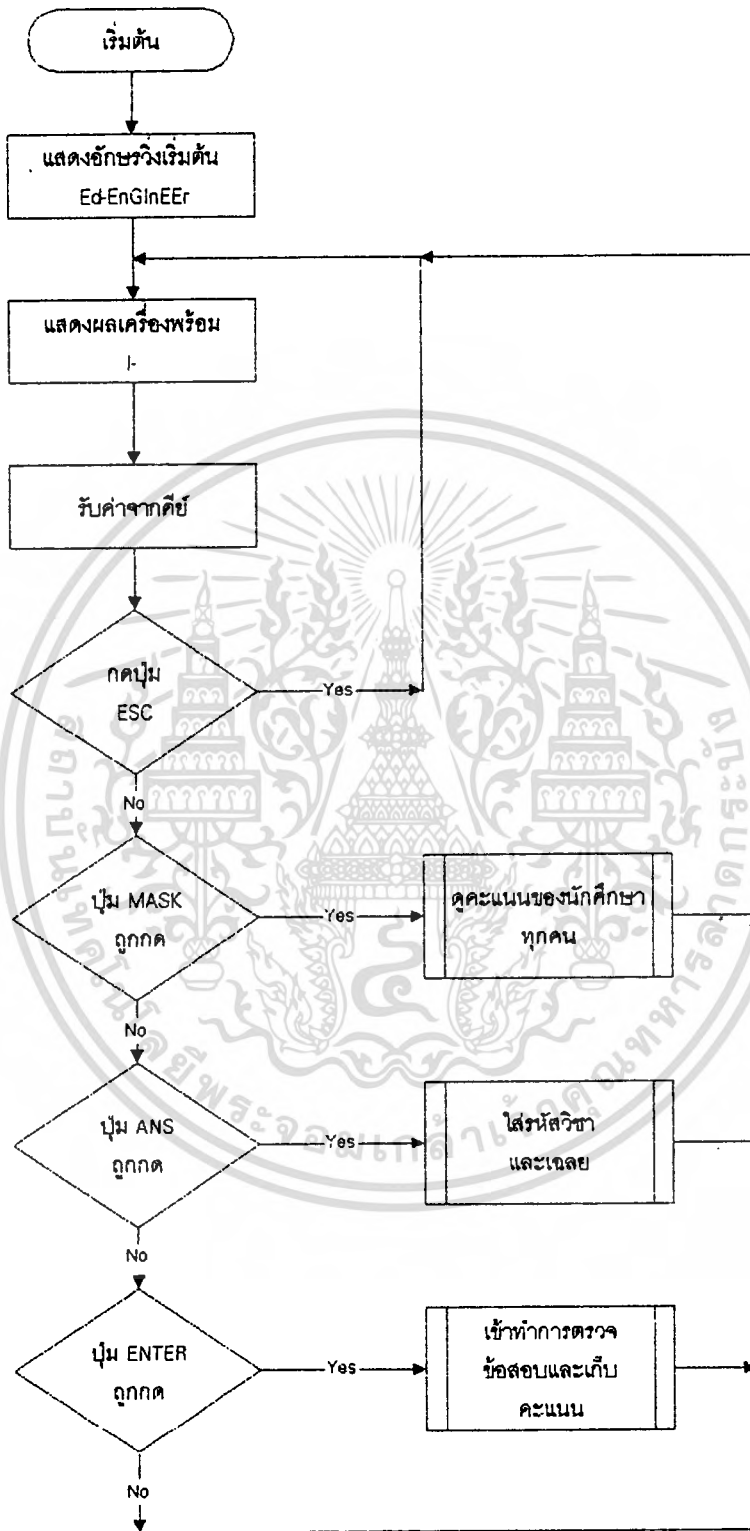 เริ่มต้น
แสดงอักษรวิ่งเริ่มต้น
Ed-EnGInEEr
แสดงผลเครื่องพร้อม
|-
รับค่าจากคีย์
กดปุ่ม
ESC
Yes
No
ปุ่ม MASK
ถูกกด
Yes
ดูคะแนนของนักศึกษา
ทุกคน
No
ปุ่ม ANS
ถูกกด
Yes
ใส่รหัสวิชา
และเฉลย
No
ปุ่ม ENTER
ถูกกด
Yes
เข้าทำการตรวจ
ข้อสอบและเก็บ
คะแนน
No